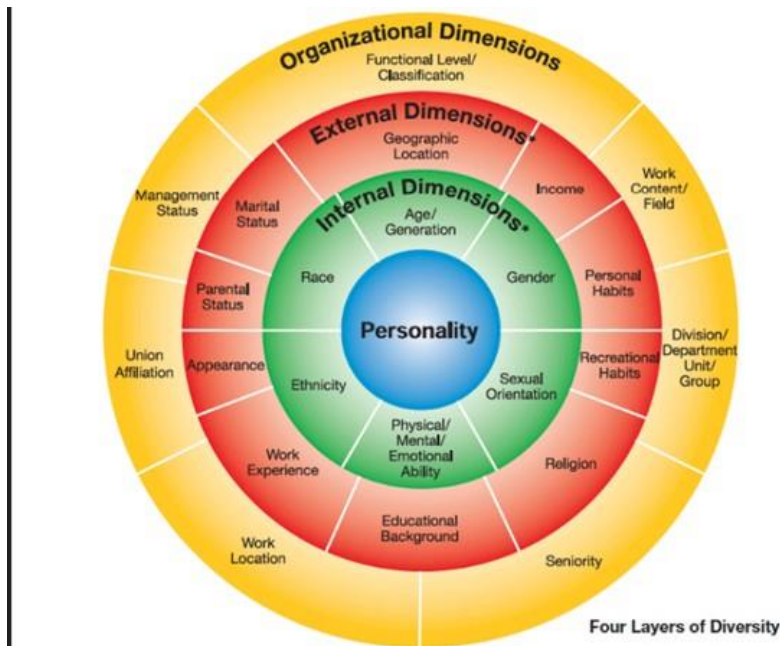 Organizational Dimensions
Functional Level/
Classification
External Dimensions*
Geographic
Location
Internal Dimensions*
Age/
Generation
Management
Status
Marital
Status
Income
Work
Content/
Field
Race
Gender
Parental
Status
Personal
Habits
Personality
Union
Affiliation
Appearance
Ethnicity
Sexual
Orientation
Recreational
Habits
Division/
Department
Unit/
Group
Physical/
Mental/
Emotional
Ability
Work
Experience
Religion
Educational
Background
Work
Location
Seniority
Four Layers of Diversity